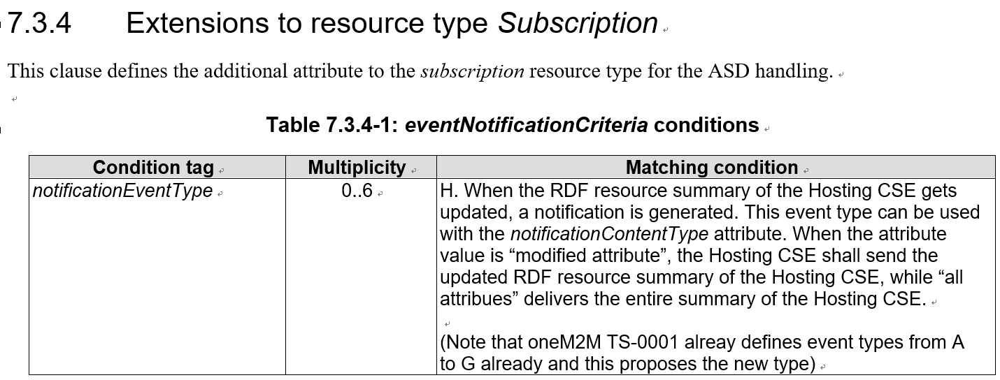 7.3.4 Extensions to resource type Subscription
This clause defines the additional attribute to the subscription resource type for the ASD handling.
Table 7.3.4-1: eventNotificationCriteria conditions
Condition tag Multiplicity Matching condition
notificationEventType 0..6 H. When the RDF resource summary of the Hosting CSE gets
updated, a notification is generated. This event type can be used
with the notificationContentType attribute. When the attribute
value is “modified attribute”, the Hosting CSE shall send the
updated RDF resource summary of the Hosting CSE, while “all
attribues” delivers the entire summary of the Hosting CSE.
(Note that oneM2M TS-0001 alreay defines event types from A
to G already and this proposes the new type)